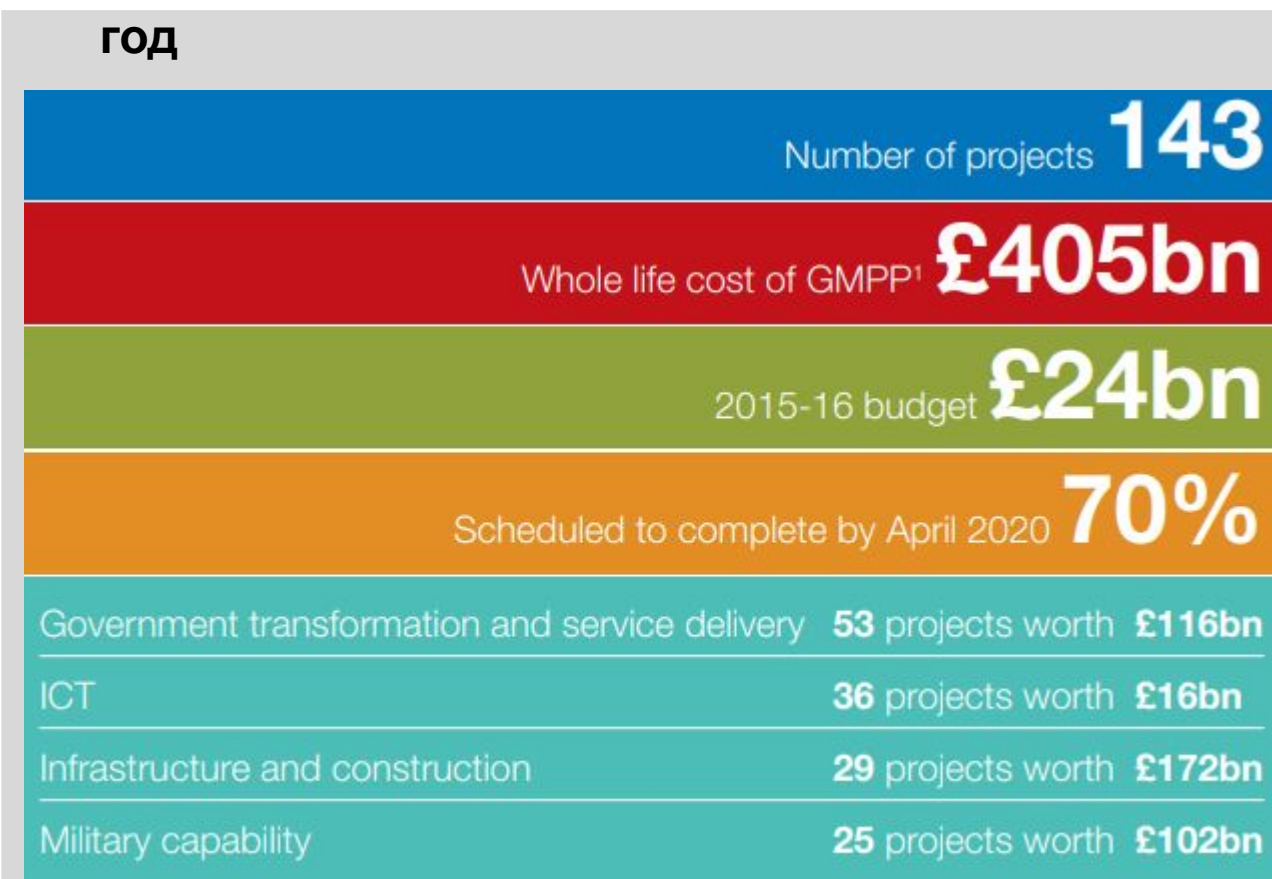 год
Number of projects 143
Whole life cost of GMPP¹ £405bn
2015-16 budget £24bn
Scheduled to complete by April 2020 70%
Government transformation and service delivery 53 projects worth £116bn
ICT 36 projects worth £16bn
Infrastructure and construction 29 projects worth £172bn
Military capability 25 projects worth £102bn